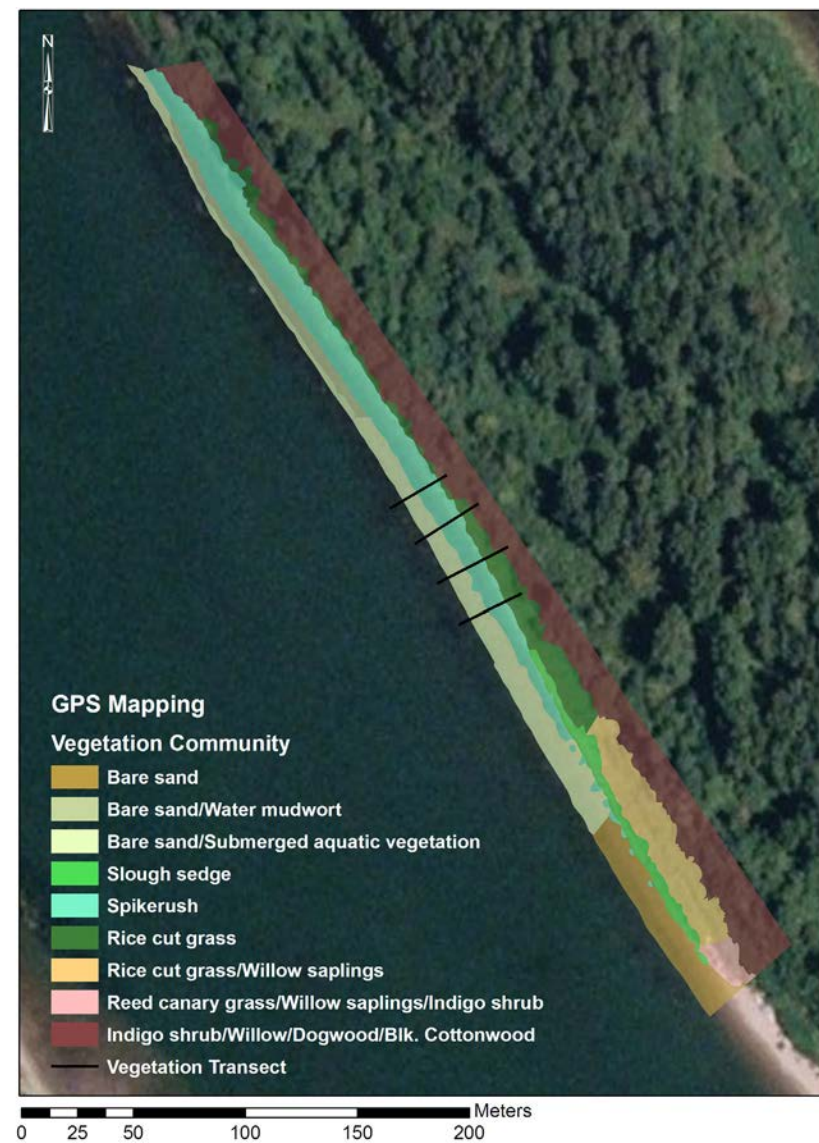 N
GPS Mapping
Vegetation Community
Bare sand
Bare sand/Water mudwort
Bare sand/Submerged aquatic vegetation
Slough sedge
Spikerush
Rice cut grass
Rice cut grass/Willow saplings
Reed canary grass/Willow saplings/Indigo shrub
Indigo shrub/Willow/Dogwood/Blk. Cottonwood
Vegetation Transect
Meters
0 25 50 100 150 200